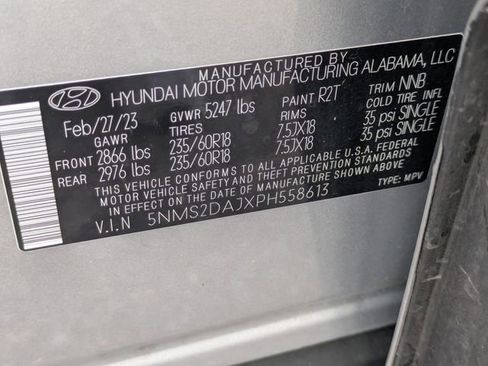 MANUFACTURED BY
HYUNDAI MOTOR MANUFACTURING ALABAMA, LLC
Feb/27/23 GVWR 5247 lbs PAINT R2T TRIM NNB
GAWR TIRES RIMS COLD TIRE INFL
FRONT 2866 lbs 235/60R18 7.5JX18 35 psi SINGLE
REAR 2976 lbs 235/60R18 7.5JX18 35 psi SINGLE
THIS VEHICLE CONFORMS TO ALL APPLICABLE U.S.A. FEDERAL
MOTOR VEHICLE SAFETY AND THEFT PREVENTION STANDARDS
IN EFFECT ON THE DATE OF MANUFACTURE SHOWN ABOVE.
V.I.N 5NMS2DAJXPH558613 TYPE: MPV